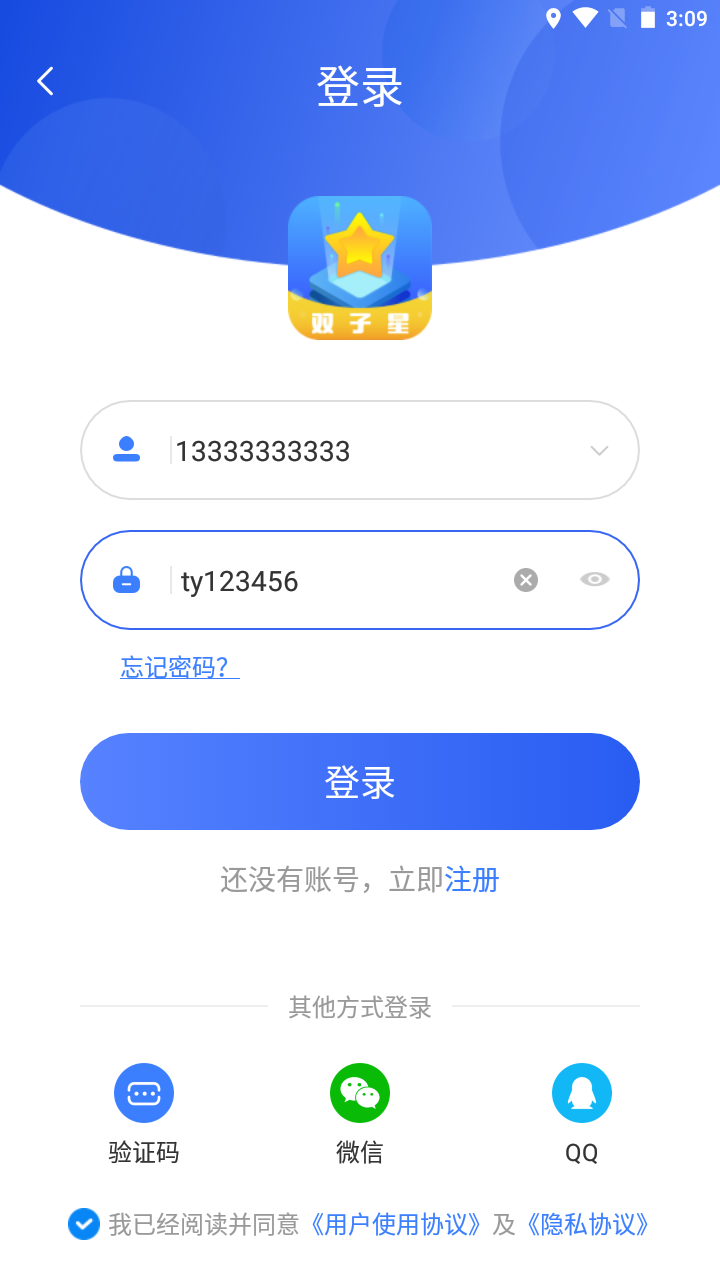 3:09
登录
双子星
13333333333
ty123456
忘记密码?
登录
还没有账号，立即注册
其他方式登录
验证码 微信 QQ
我已经阅读并同意《用户使用协议》及《隐私协议》